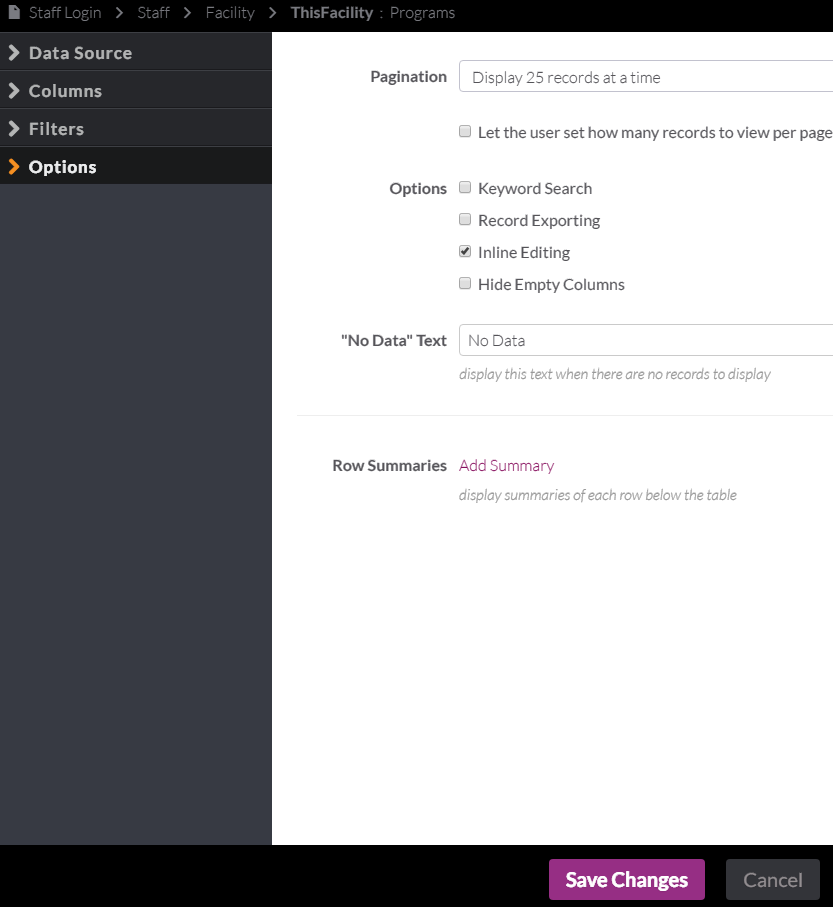 Staff Login > Staff > Facility > ThisFacility : Programs
Data Source
Columns
Filters
Options
Pagination Display 25 records at a time
Let the user set how many records to view per page
Options Keyword Search
Record Exporting
Inline Editing
Hide Empty Columns
"No Data" Text No Data
display this text when there are no records to display
Row Summaries Add Summary
display summaries of each row below the table
Save Changes Cancel